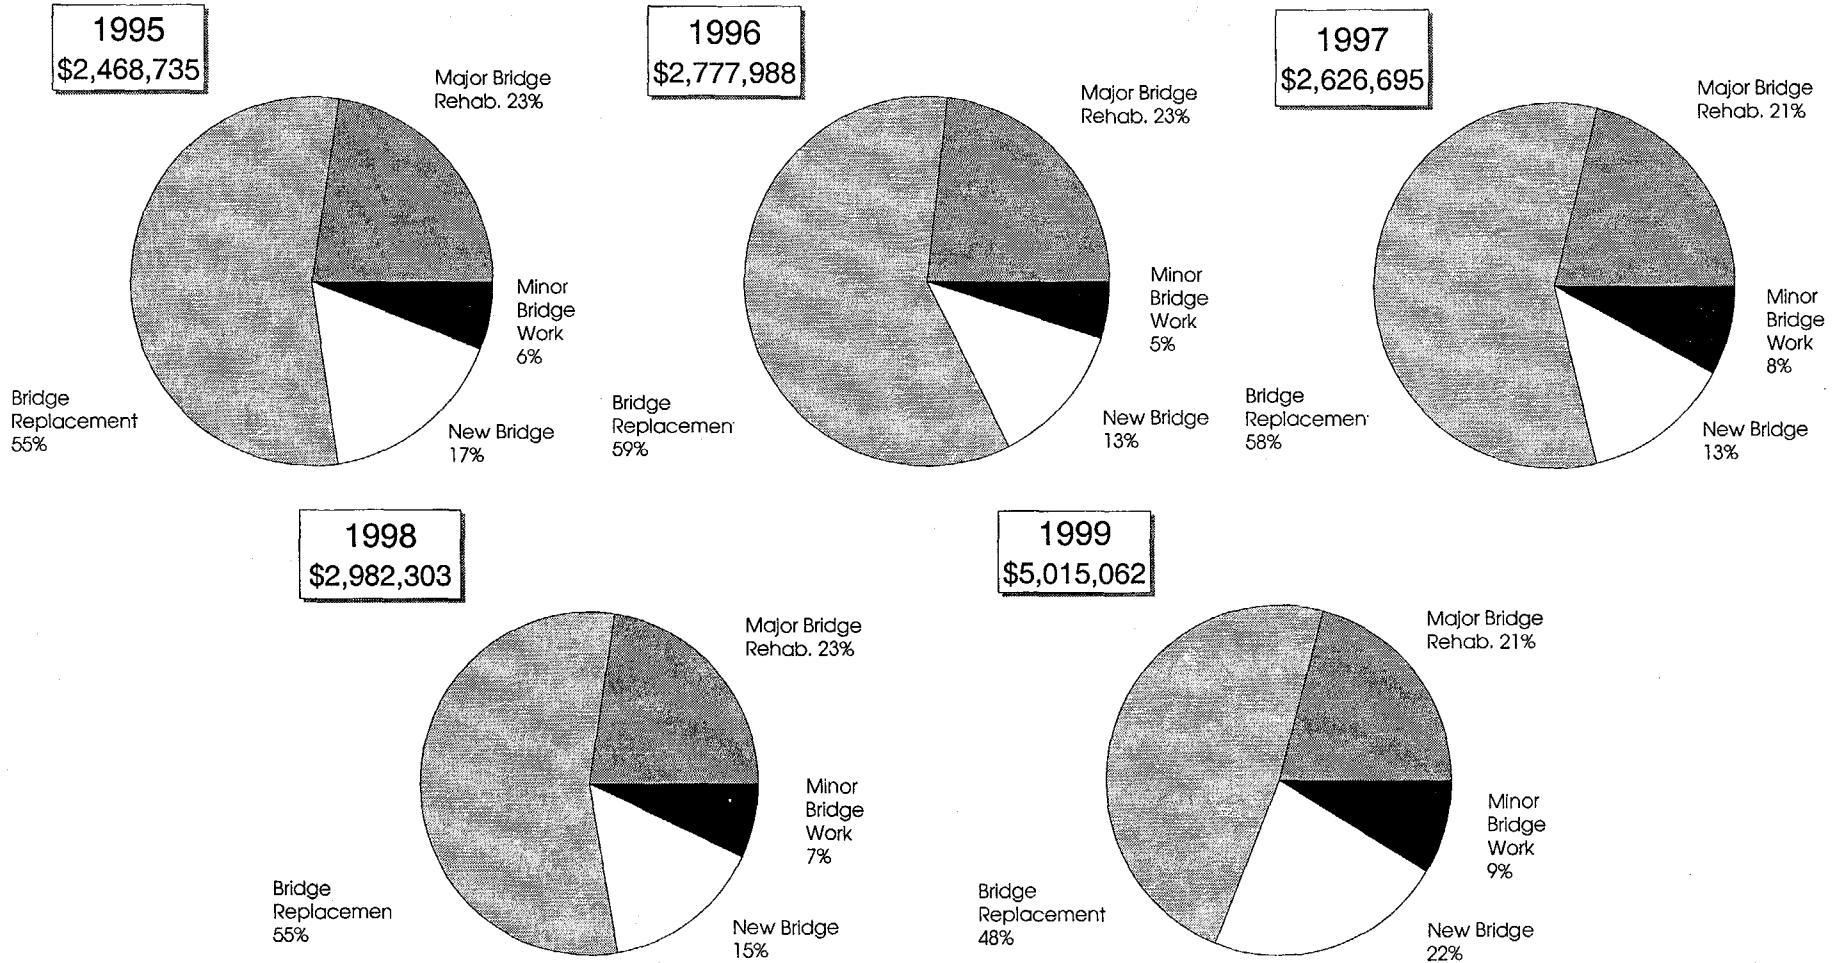 1995
$2,468,735
Major Bridge
Rehab. 23%
Minor
Bridge
Work
6%
New Bridge
17%
Bridge
Replacement
55%
1996
$2,777,988
Major Bridge
Rehab. 23%
Minor
Bridge
Work
5%
New Bridge
13%
Bridge
Replacemen
59%
1997
$2,626,695
Major Bridge
Rehab. 21%
Minor
Bridge
Work
8%
New Bridge
13%
Bridge
Replacemen
58%
1998
$2,982,303
Major Bridge
Rehab. 23%
Minor
Bridge
Work
7%
New Bridge
15%
Bridge
Replacemen
55%
1999
$5,015,062
Major Bridge
Rehab. 21%
Minor
Bridge
Work
9%
New Bridge
22%
Bridge
Replacement
48%